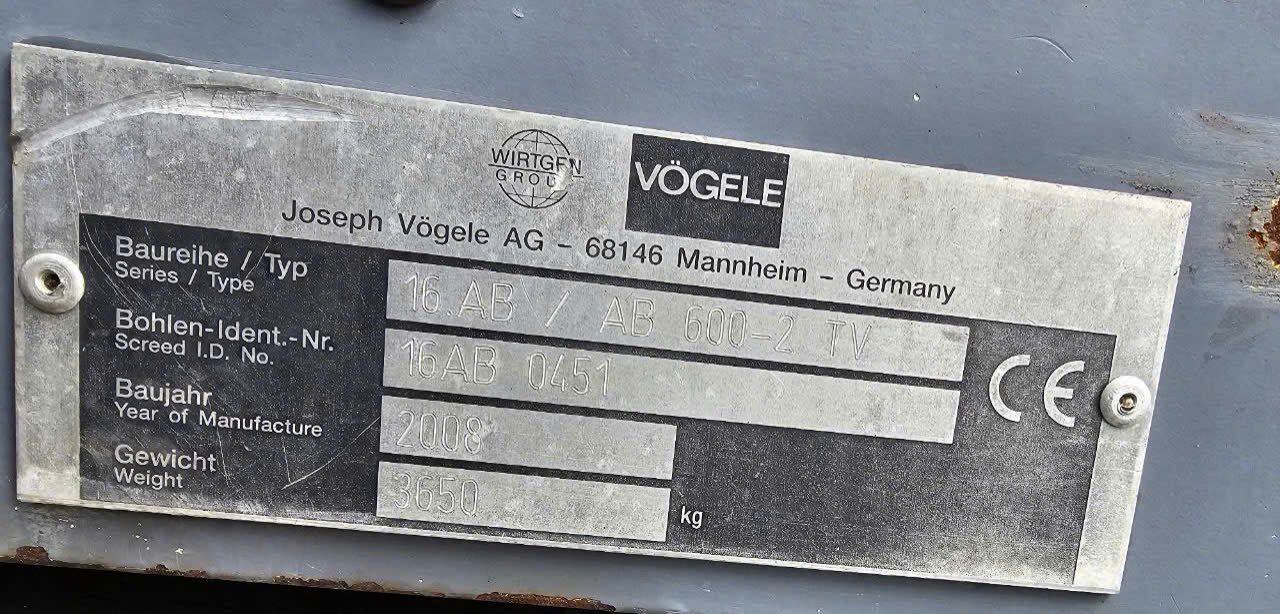 WIRTGEN
GROUP
VÖGELE
Joseph Vögele AG – 68146 Mannheim – Germany
Baureihe / Typ
Series / Type
16.AB / AB 600-2 TV
Bohlen-Ident.-Nr.
Screed I.D. No.
16AB 0451
Baujahr
Year of Manufacture
2008
Gewicht
Weight
3650 kg
CE